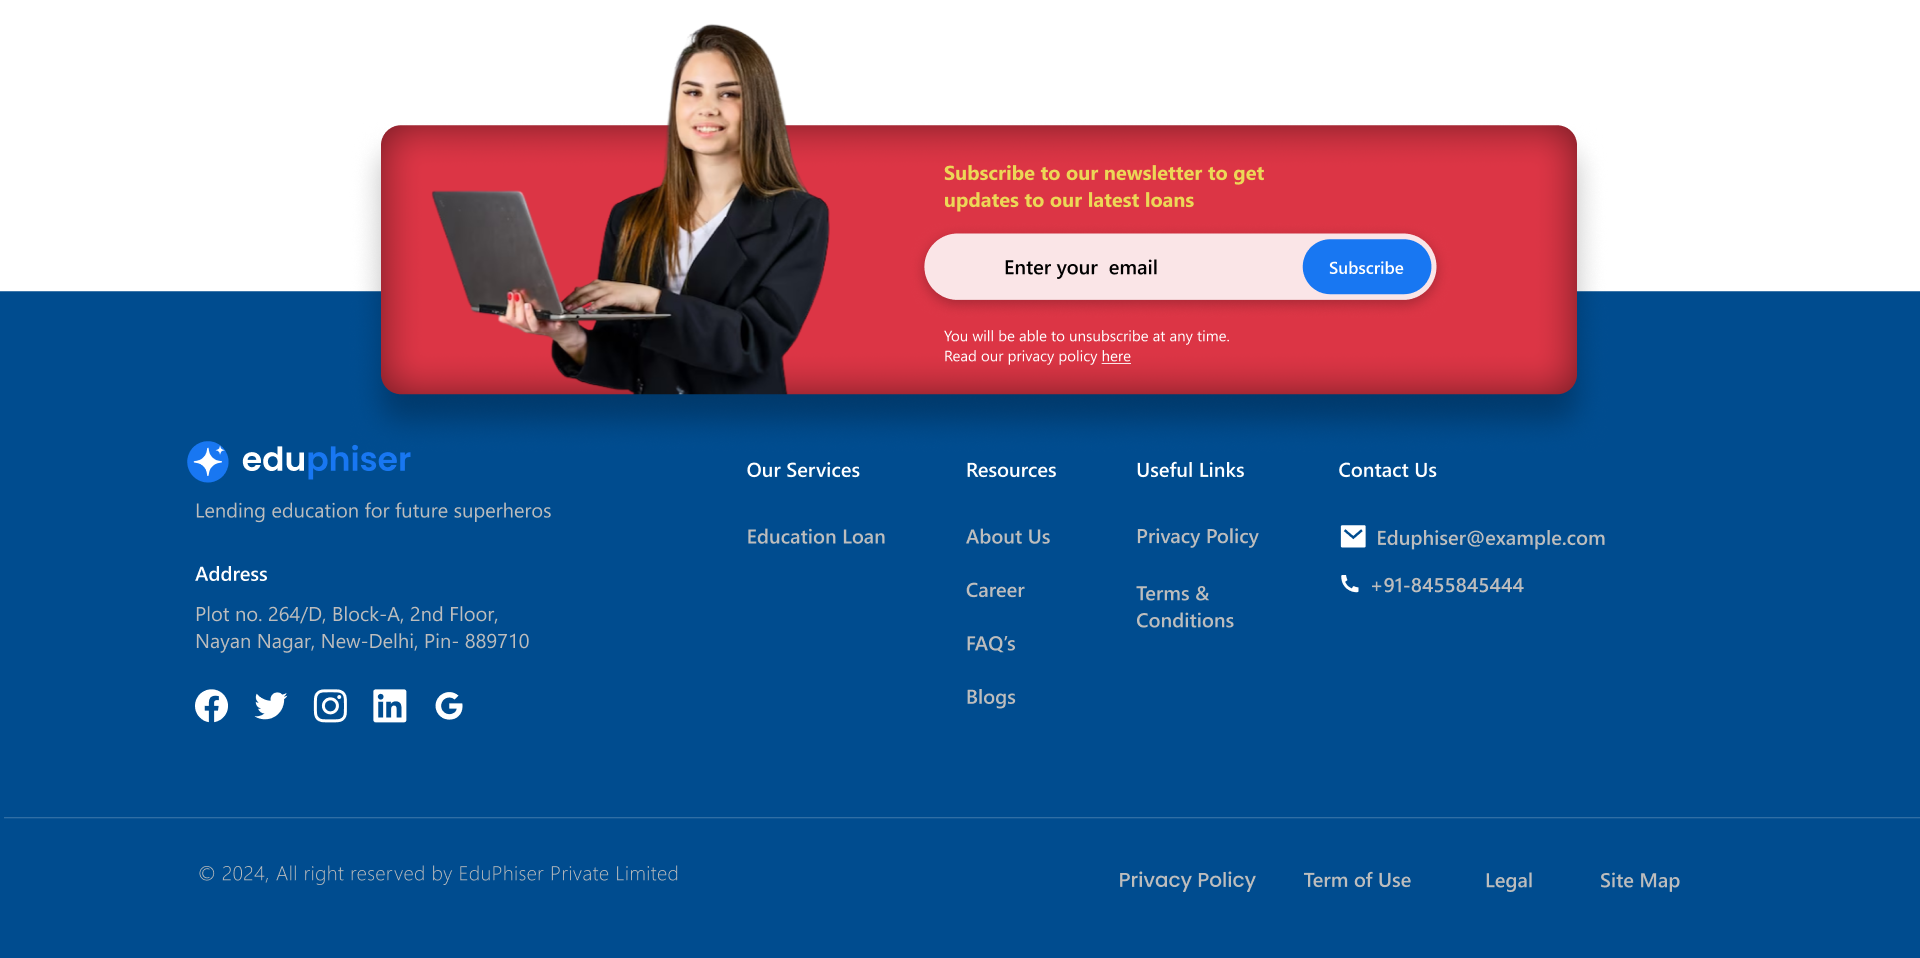 Subscribe to our newsletter to get
updates to our latest loans
Enter your  email
Subscribe
You will be able to unsubscribe at any time.
Read our privacy policy here
eduphiser
Lending education for future superheros
Address
Plot no. 264/D, Block-A, 2nd Floor,
Nayan Nagar, New-Delhi, Pin- 889710
Our Services
Education Loan
Resources
About Us
Career
FAQ’s
Blogs
Useful Links
Privacy Policy
Terms &
Conditions
Contact Us
Eduphiser@example.com
+91-8455845444
© 2024, All right reserved by EduPhiser Private Limited
Privacy Policy
Term of Use
Legal
Site Map